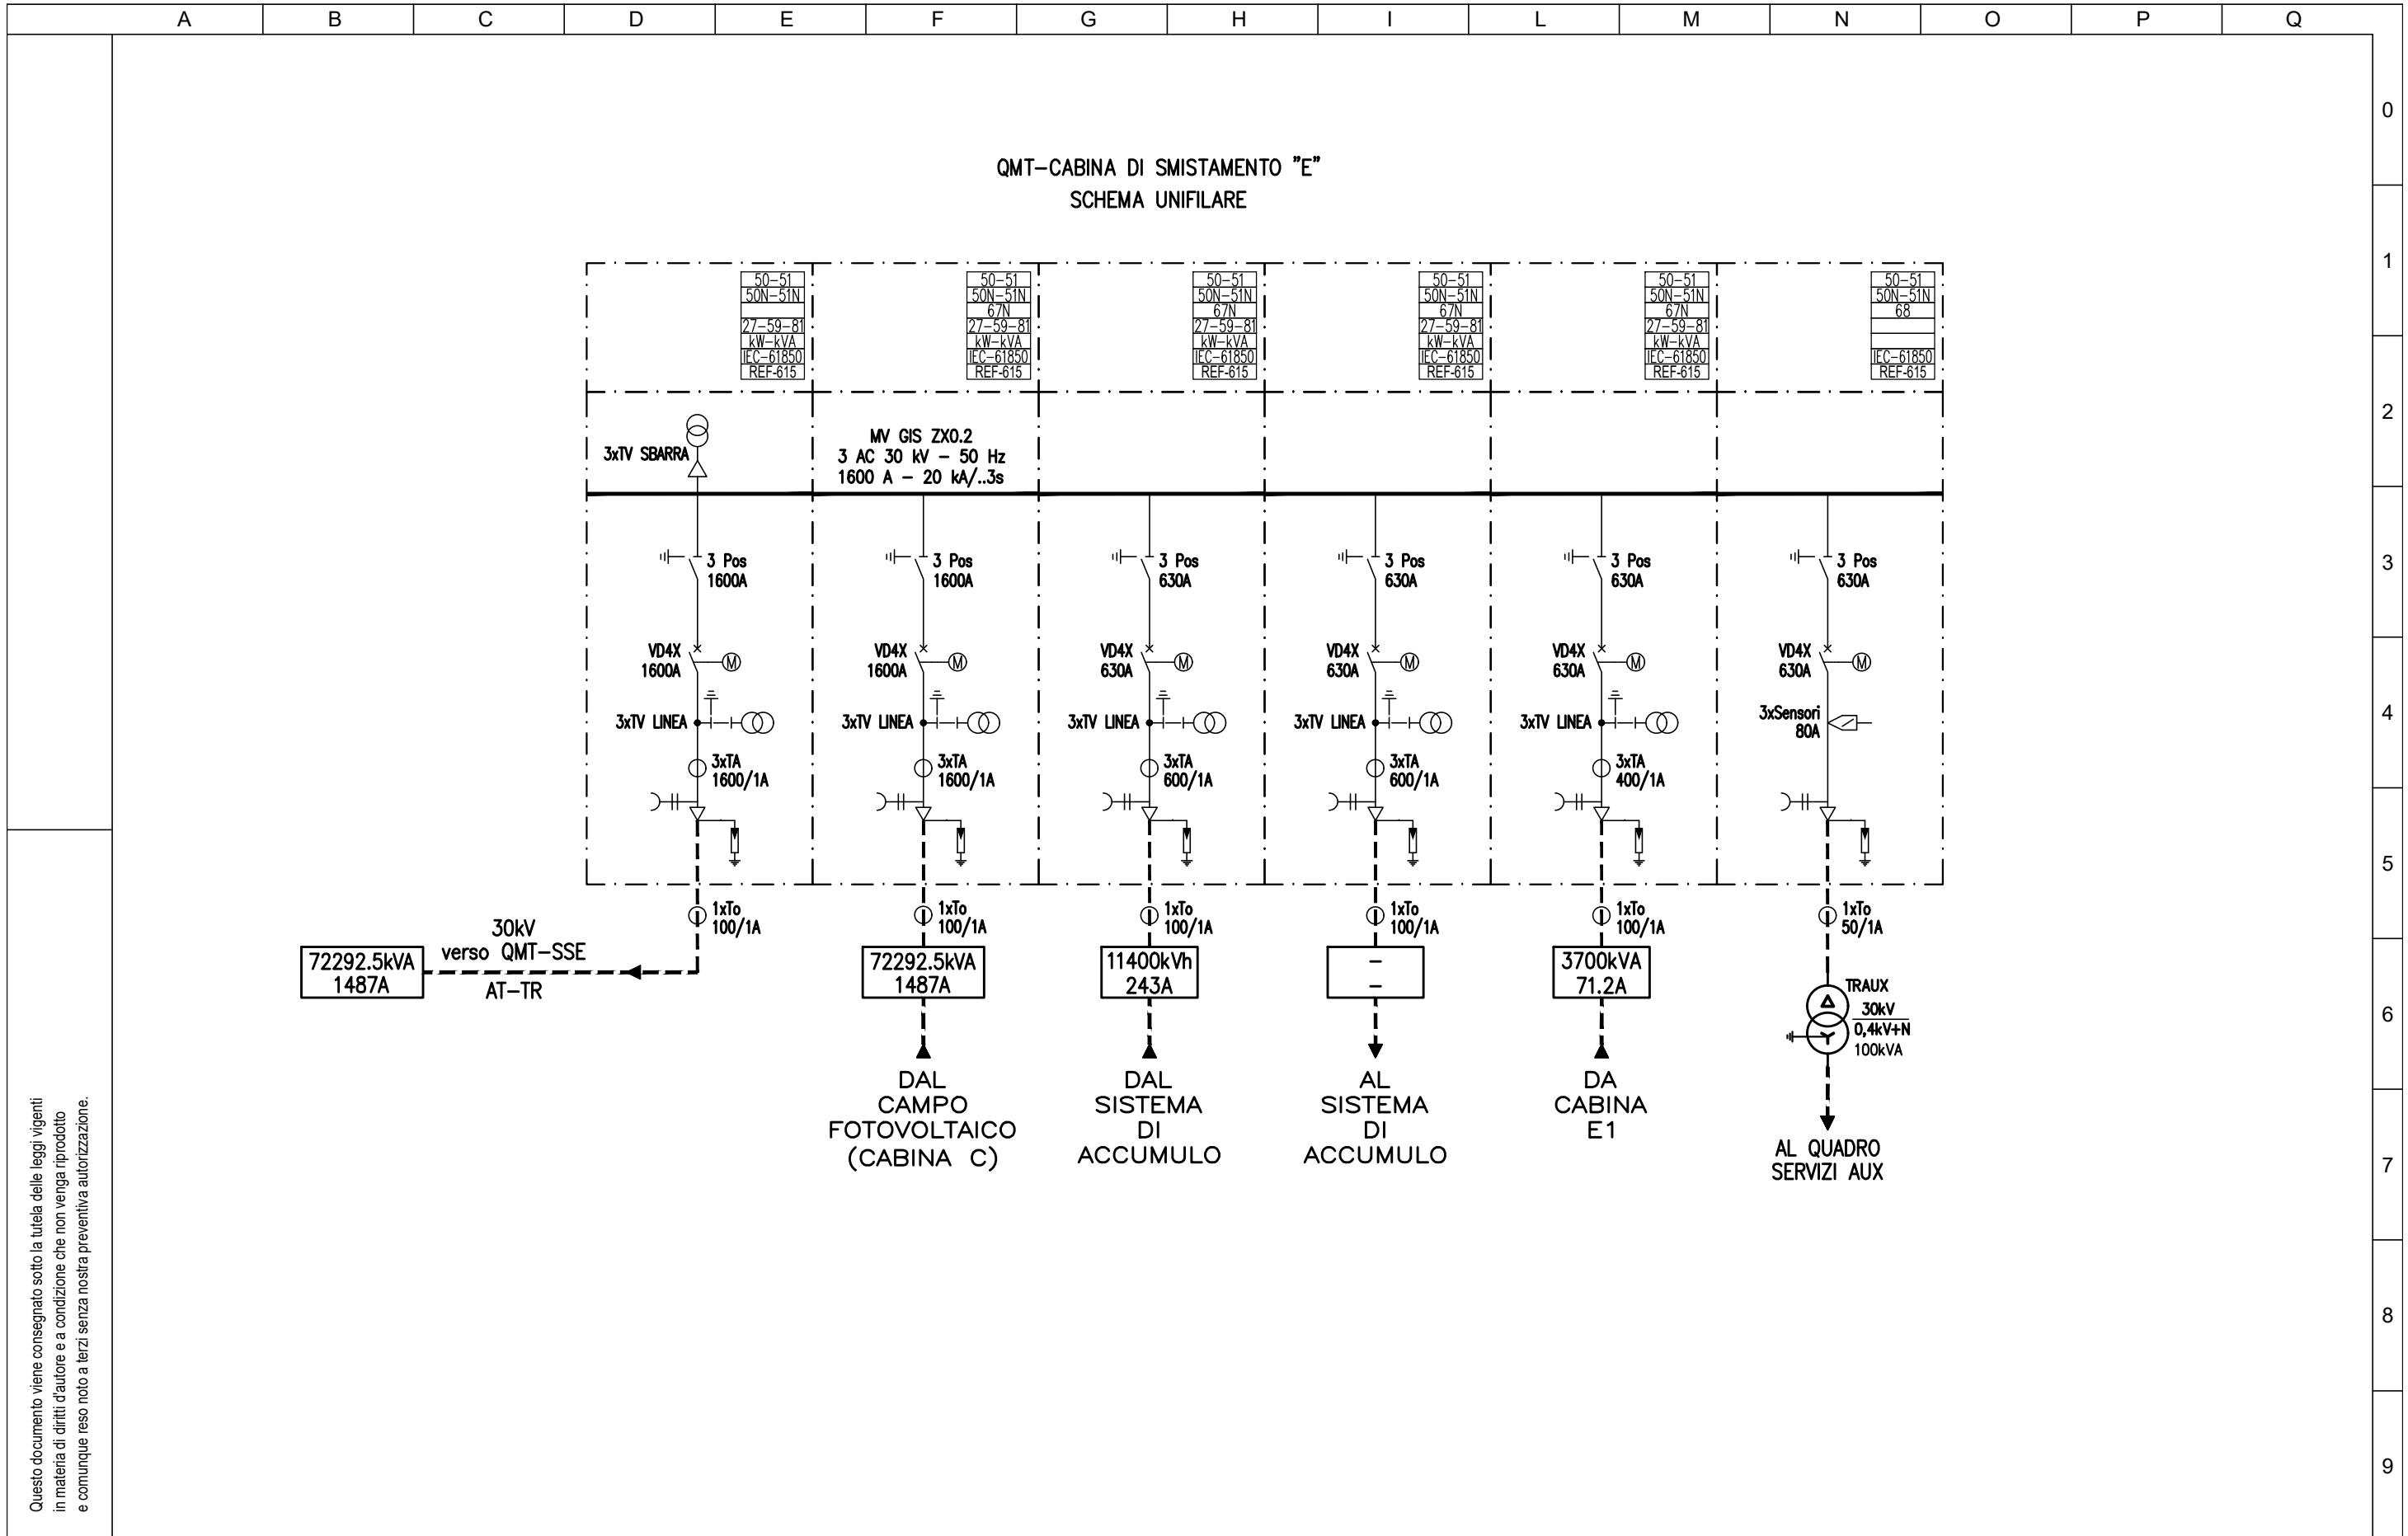 A B C D E F G H I L M N O P Q
0
1
2
3
4
5
6
7
8
9
QMT-CABINA DI SMISTAMENTO "E"
SCHEMA UNIFILARE
50-51
50N-51N
27-59-81
kW-kVA
IEC-61850
REF-615
50-51
50N-51N
67N
27-59-81
kW-kVA
IEC-61850
REF-615
50-51
50N-51N
67N
27-59-81
kW-kVA
IEC-61850
REF-615
50-51
50N-51N
67N
27-59-81
kW-kVA
IEC-61850
REF-615
50-51
50N-51N
67N
27-59-81
kW-kVA
IEC-61850
REF-615
50-51
50N-51N
68
IEC-61850
REF-615
3xTV SBARRA
MV GIS ZX0.2
3 AC 30 kV - 50 Hz
1600 A - 20 kA/..3s
3 Pos
1600A
VD4X
1600A
M
3xTV LINEA
3xTA
1600/1A
1xTo
100/1A
30kV
verso QMT-SSE
AT-TR
72292.5kVA
1487A
3 Pos
1600A
VD4X
1600A
M
3xTV LINEA
3xTA
1600/1A
1xTo
100/1A
72292.5kVA
1487A
DAL
CAMPO
FOTOVOLTAICO
(CABINA C)
3 Pos
630A
VD4X
630A
M
3xTV LINEA
3xTA
600/1A
1xTo
100/1A
11400kVh
243A
DAL
SISTEMA
DI
ACCUMULO
3 Pos
630A
VD4X
630A
M
3xTV LINEA
3xTA
600/1A
1xTo
100/1A
-
-
AL
SISTEMA
DI
ACCUMULO
3 Pos
630A
VD4X
630A
M
3xTV LINEA
3xTA
400/1A
1xTo
100/1A
3700kVA
71.2A
DA
CABINA
E1
3 Pos
630A
VD4X
630A
M
3xSensori
80A
1xTo
50/1A
TRAUX
30kV
0,4kV+N
100kVA
AL QUADRO
SERVIZI AUX
Questo documento viene consegnato sotto la tutela delle leggi vigenti
in materia di diritti d'autore e a condizione che non venga riprodotto
e comunque reso noto a terzi senza nostra preventiva autorizzazione.